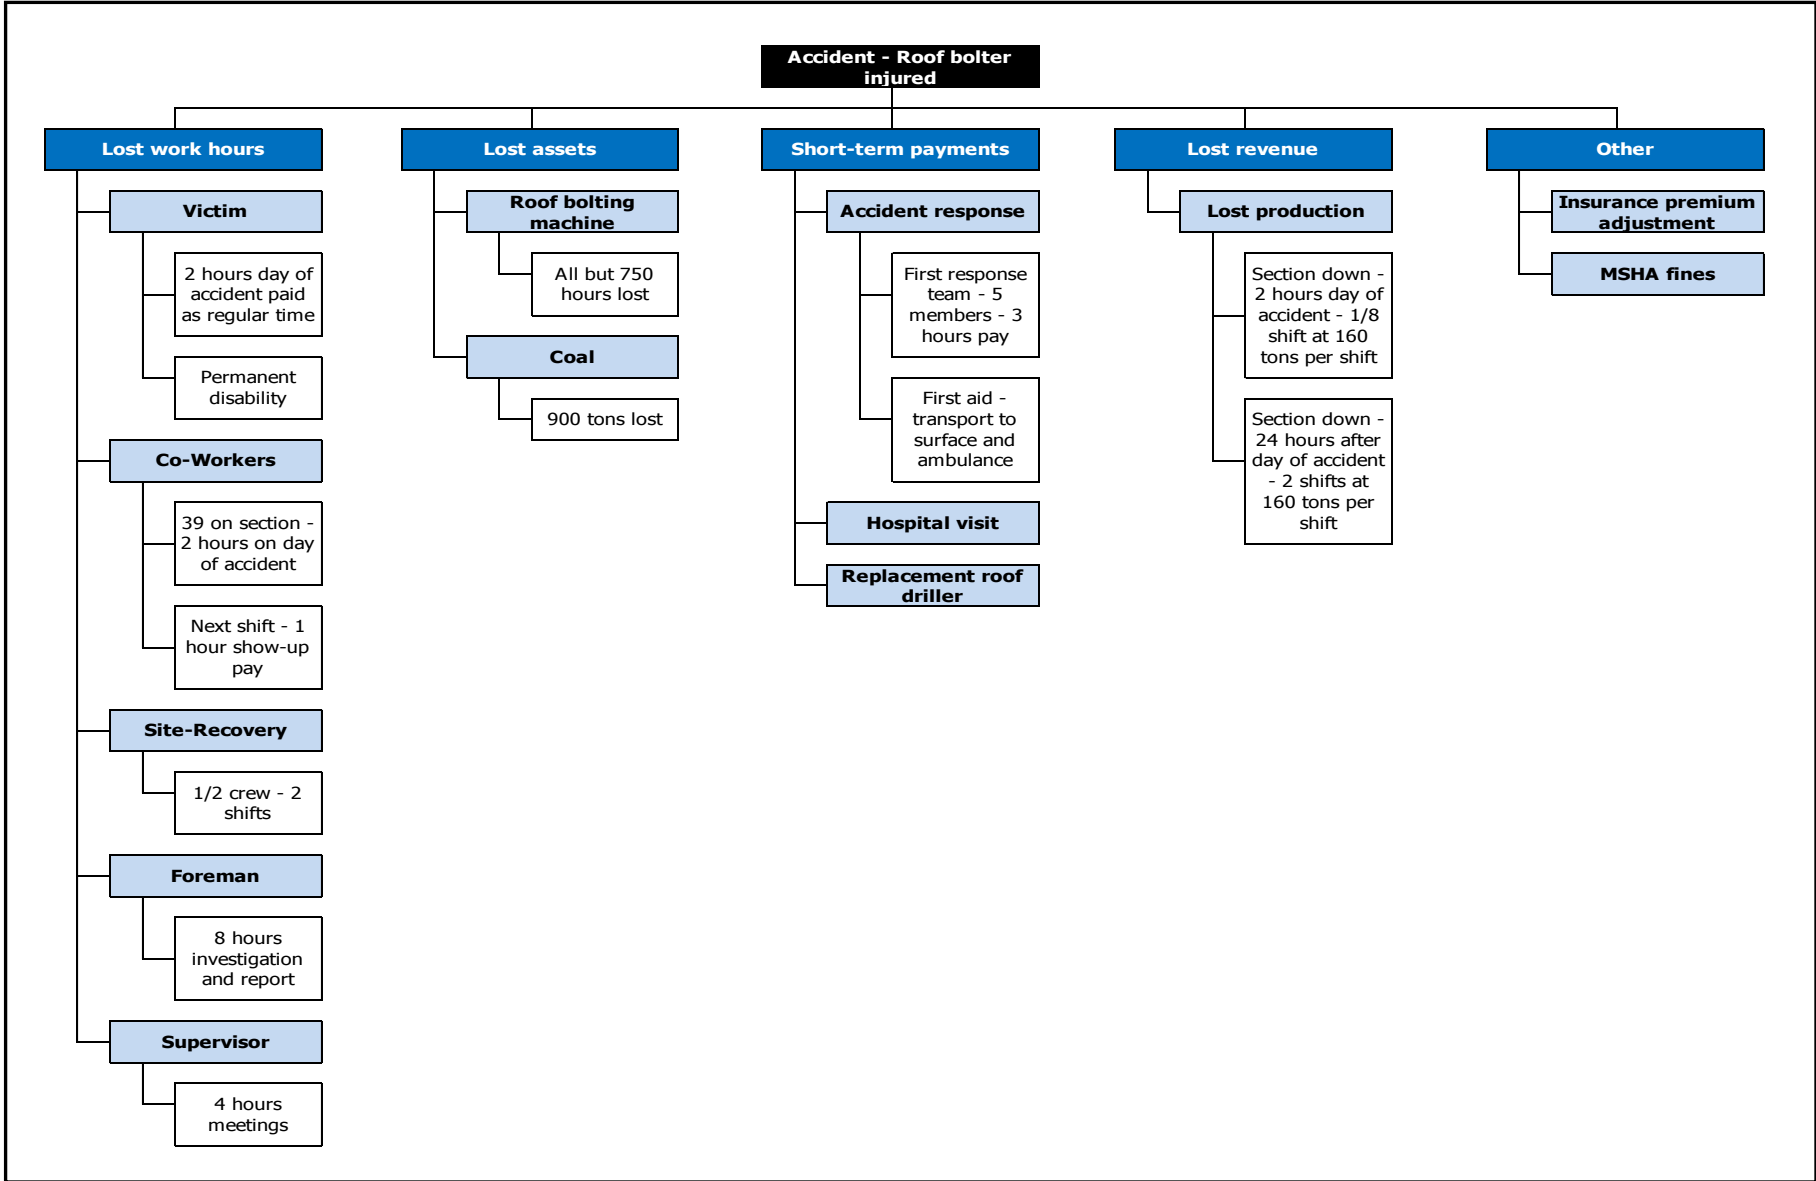 Accident - Roof bolter
injured
Lost work hours
Victim
2 hours day of
accident paid
as regular time
Permanent
disability
Co-Workers
39 on section -
2 hours on day
of accident
Next shift - 1
hour show-up
pay
Site-Recovery
1/2 crew - 2
shifts
Foreman
8 hours
investigation
and report
Supervisor
4 hours
meetings
Lost assets
Roof bolting
machine
All but 750
hours lost
Coal
900 tons lost
Short-term payments
Accident response
First response
team - 5
members - 3
hours pay
First aid -
transport to
surface and
ambulance
Hospital visit
Replacement roof
driller
Lost revenue
Lost production
Section down -
2 hours day of
accident - 1/8
shift at 160
tons per shift
Section down -
24 hours after
day of accident
- 2 shifts at
160 tons per
shift
Other
Insurance premium
adjustment
MSHA fines